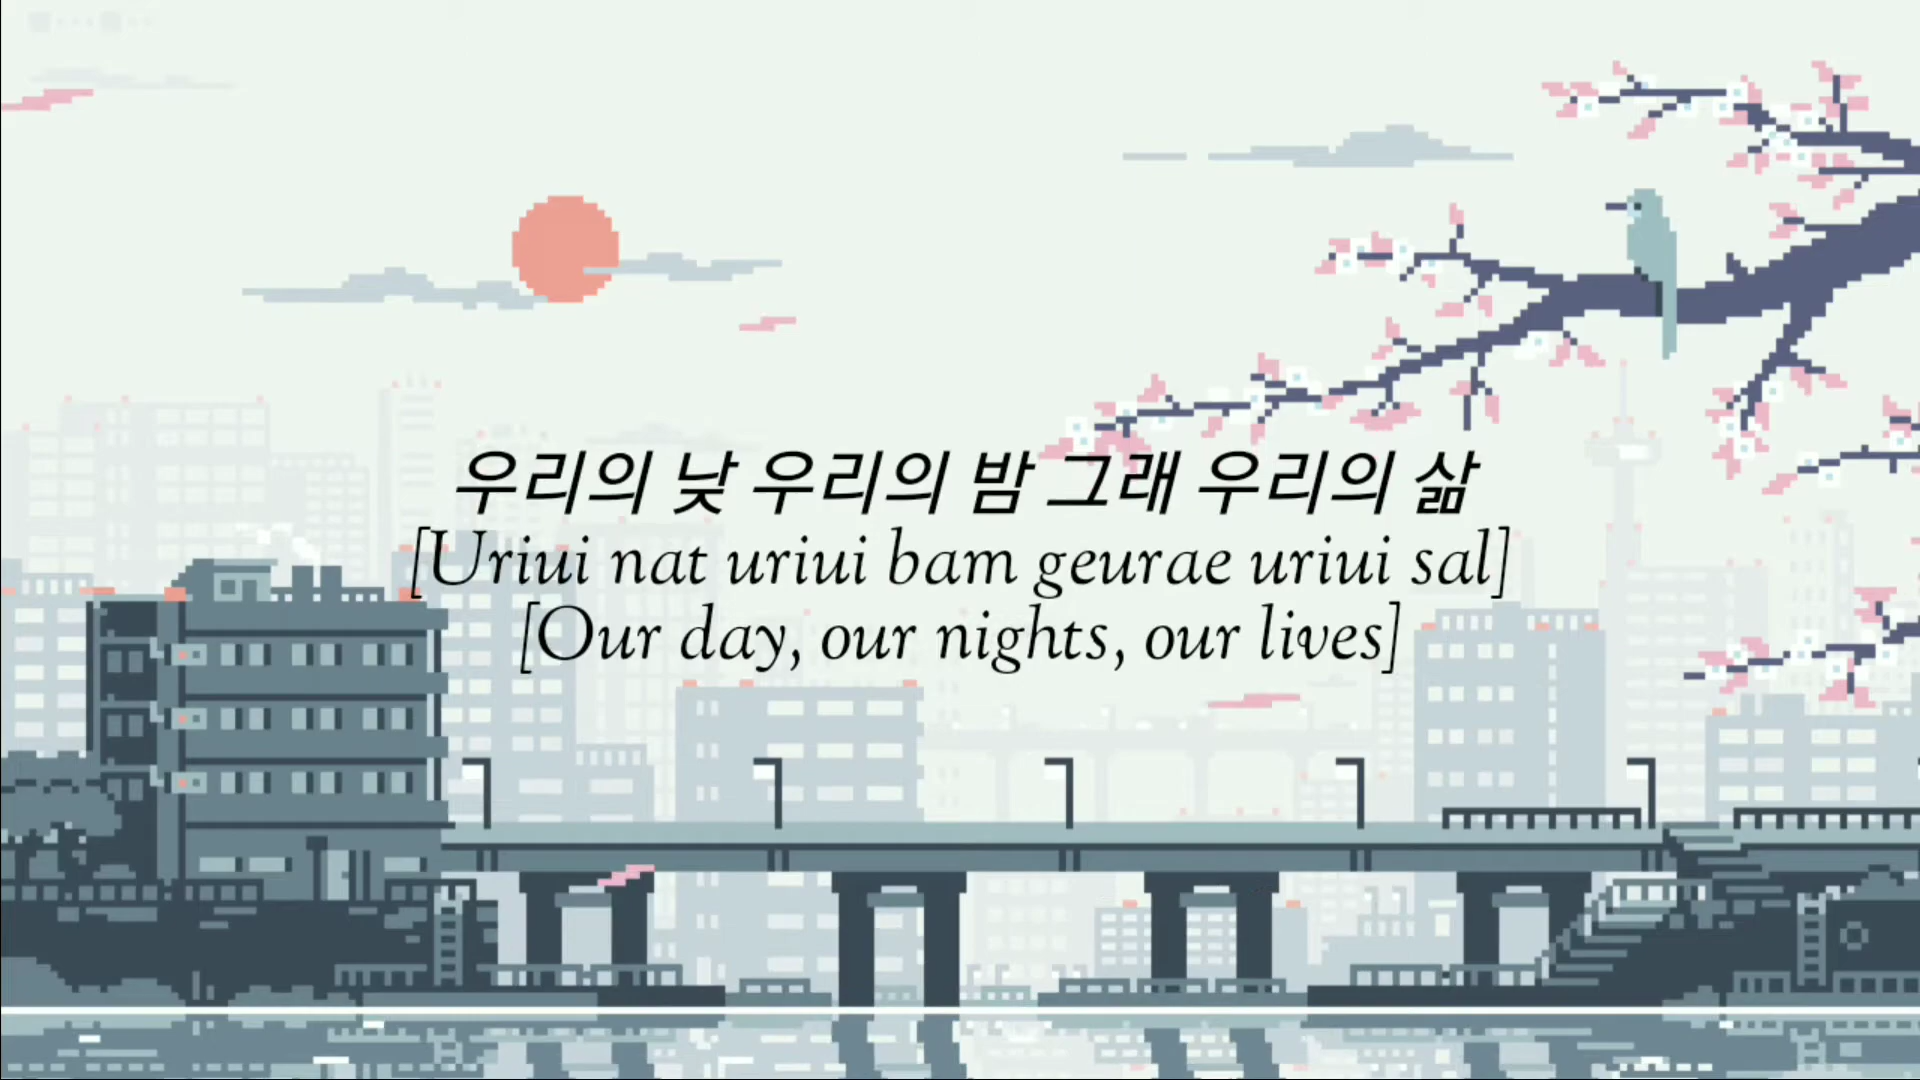 우리의 낮 우리의 밤 그래 우리의 삶
[Uriui nat uriui bam geurae uriui sal]
[Our day, our nights, our lives]